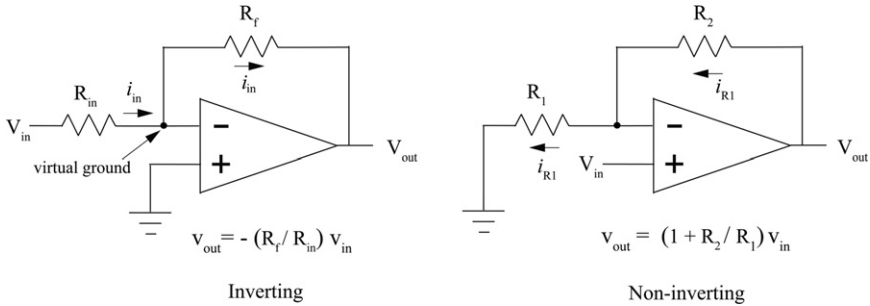 R_f
i_in
R_in
i_in
V_in
−
+
virtual ground
V_out
v_out = - (R_f / R_in) v_in
Inverting
R_2
i_R1
R_1
i_R1
−
+
V_in
V_out
v_out = (1 + R_2 / R_1) v_in
Non-inverting